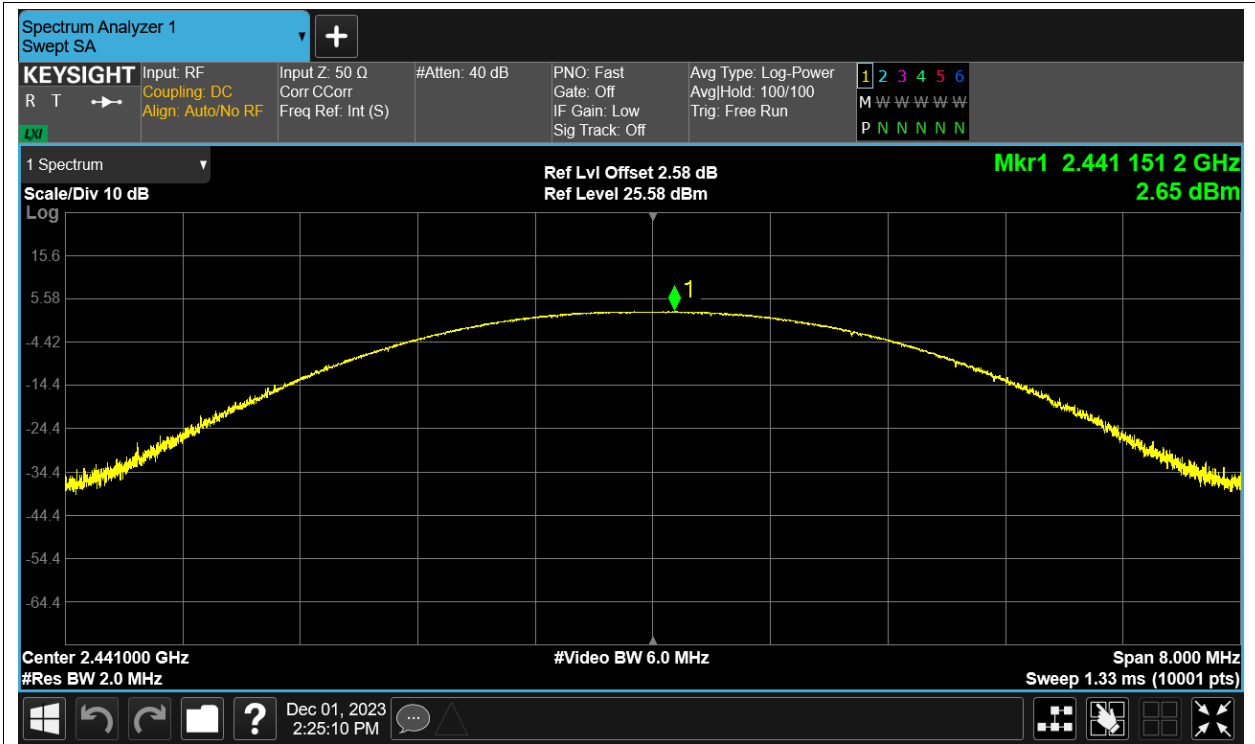 Spectrum Analyzer 1
Swept SA
KEYSIGHT
R T
LXI
Input: RF
Coupling: DC
Align: Auto/No RF
Input Z: 50 Ω
Corr CCorr
Freq Ref: Int (S)
#Atten: 40 dB
PNO: Fast
Gate: Off
IF Gain: Low
Sig Track: Off
Avg Type: Log-Power
Avg|Hold: 100/100
Trig: Free Run
1 2 3 4 5 6
M W W W W W W
P N N N N N N
1 Spectrum
Scale/Div 10 dB
Log
Ref Lvl Offset 2.58 dB
Ref Level 25.58 dBm
Mkr1 2.441 151 2 GHz
2.65 dBm
15.6
5.58
-4.42
-14.4
-24.4
-34.4
-44.4
-54.4
-64.4
1
Center 2.441000 GHz
#Video BW 6.0 MHz
Span 8.000 MHz
#Res BW 2.0 MHz
Sweep 1.33 ms (10001 pts)
?
Dec 01, 2023
2:25:10 PM